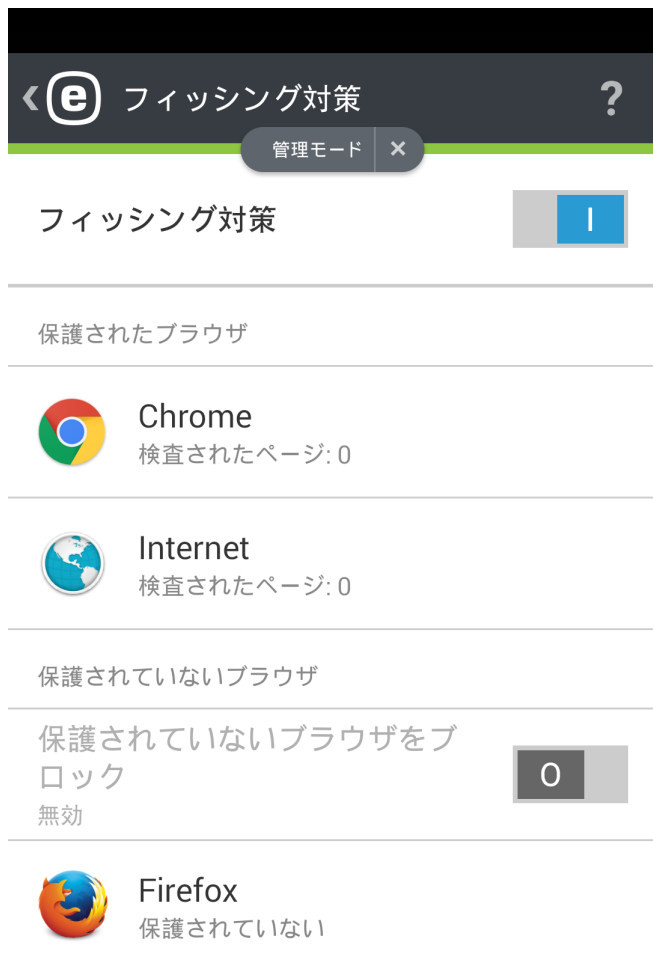 e フィッシング対策 ?
管理モード ×
フィッシング対策 I
保護されたブラウザ
Chrome
検査されたページ: 0
Internet
検査されたページ: 0
保護されていないブラウザ
保護されていないブラウザをブ
ロック
O
無効
Firefox
保護されていない